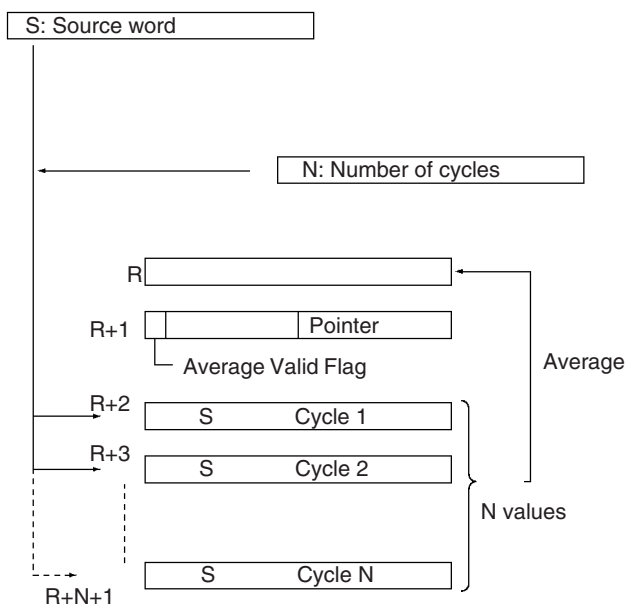 S: Source word
N: Number of cycles
R
R+1
Pointer
Average Valid Flag
Average
R+2
S Cycle 1
R+3
S Cycle 2
N values
S Cycle N
R+N+1